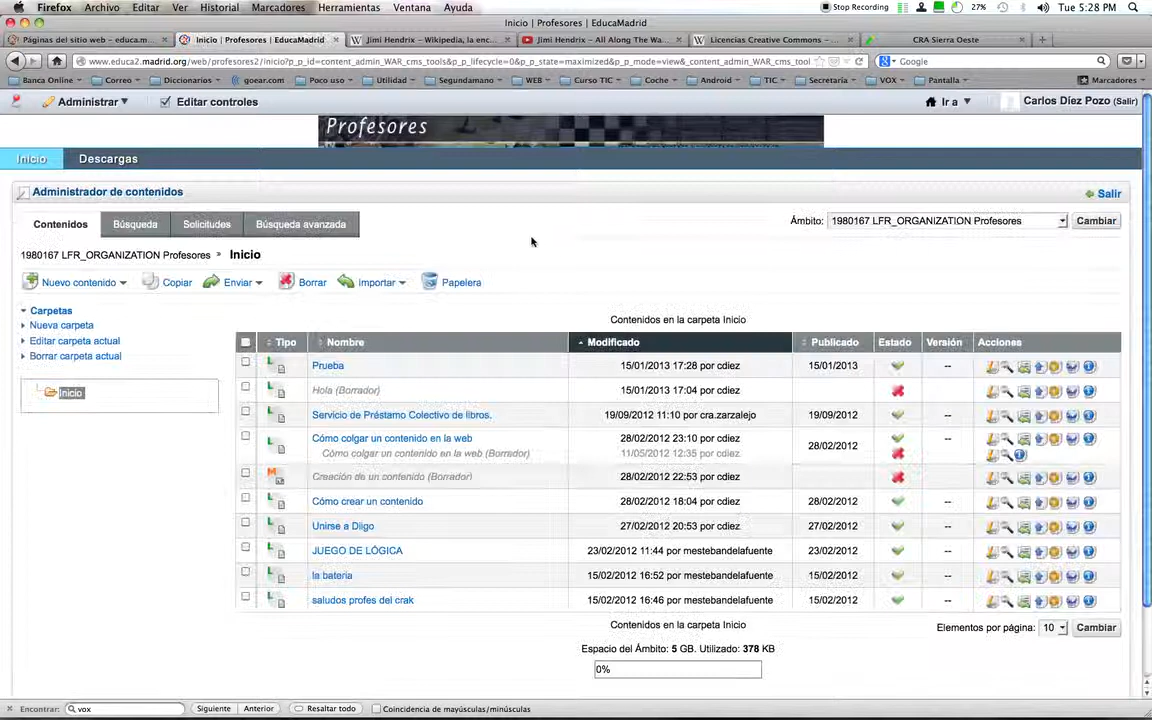 Firefox Archivo Editar Ver Historial Marcadores Herramientas Ventana Ayuda Stop Recording 27% Tue 5:28 PM
Inicio | Profesores | EducaMadrid
Páginas del sitio web – educa.m... Inicio | Profesores | EducaMadrid Jimi Hendrix – Wikipedia, la enc... Jimi Hendrix – All Along The Wa... Licencias Creative Commons – ... CRA Sierra Oeste
www.educa2.madrid.org/web/profesores2/inicio?p_p_id=content_admin_WAR_cms_tools&p_p_lifecycle=0&p_p_state=maximized&p_p_mode=view&_content_admin_WAR_cms_tool Google
Banca Online Correo Diccionarios goear.com Poco uso Utilidad Segundamano WEB Curso TIC Coche Android TIC Secretaría VOX Pantalla Marcadores
Administrar Editar controles Ir a Carlos Díez Pozo (Salir)
Profesores
Inicio Descargas
Administrador de contenidos Salir
Contenidos Búsqueda Solicitudes Búsqueda avanzada Ámbito: 1980167 LFR_ORGANIZATION Profesores Cambiar
1980167 LFR_ORGANIZATION Profesores » Inicio
Nuevo contenido Copiar Enviar Borrar Importar Papelera
Carpetas
Nueva carpeta
Editar carpeta actual
Borrar carpeta actual
Inicio
Contenidos en la carpeta Inicio
Tipo Nombre Modificado Publicado Estado Versión Acciones
Prueba 15/01/2013 17:28 por cdiez 15/01/2013 --
Hola (Borrador) 15/01/2013 17:04 por cdiez
Servicio de Préstamo Colectivo de libros. 19/09/2012 11:10 por cra.zarzalejo 19/09/2012 --
Cómo colgar un contenido en la web 28/02/2012 23:10 por cdiez 28/02/2012 --
Cómo colgar un contenido en la web (Borrador) 11/05/2012 12:35 por cdiez
Creación de un contenido (Borrador) 28/02/2012 22:53 por cdiez
Cómo crear un contenido 28/02/2012 18:04 por cdiez 28/02/2012 --
Unirse a Diigo 27/02/2012 20:53 por cdiez 27/02/2012 --
JUEGO DE LÓGICA 23/02/2012 11:44 por mestebandelafuente 23/02/2012 --
la bateria 15/02/2012 16:52 por mestebandelafuente 15/02/2012 --
saludos profes del crak 15/02/2012 16:46 por mestebandelafuente 15/02/2012 --
Contenidos en la carpeta Inicio
Elementos por página: 10 Cambiar
Espacio del Ámbito: 5 GB. Utilizado: 378 KB
0%
Encontrar: vox Siguiente Anterior Resaltar todo Coincidencia de mayúsculas/minúsculas